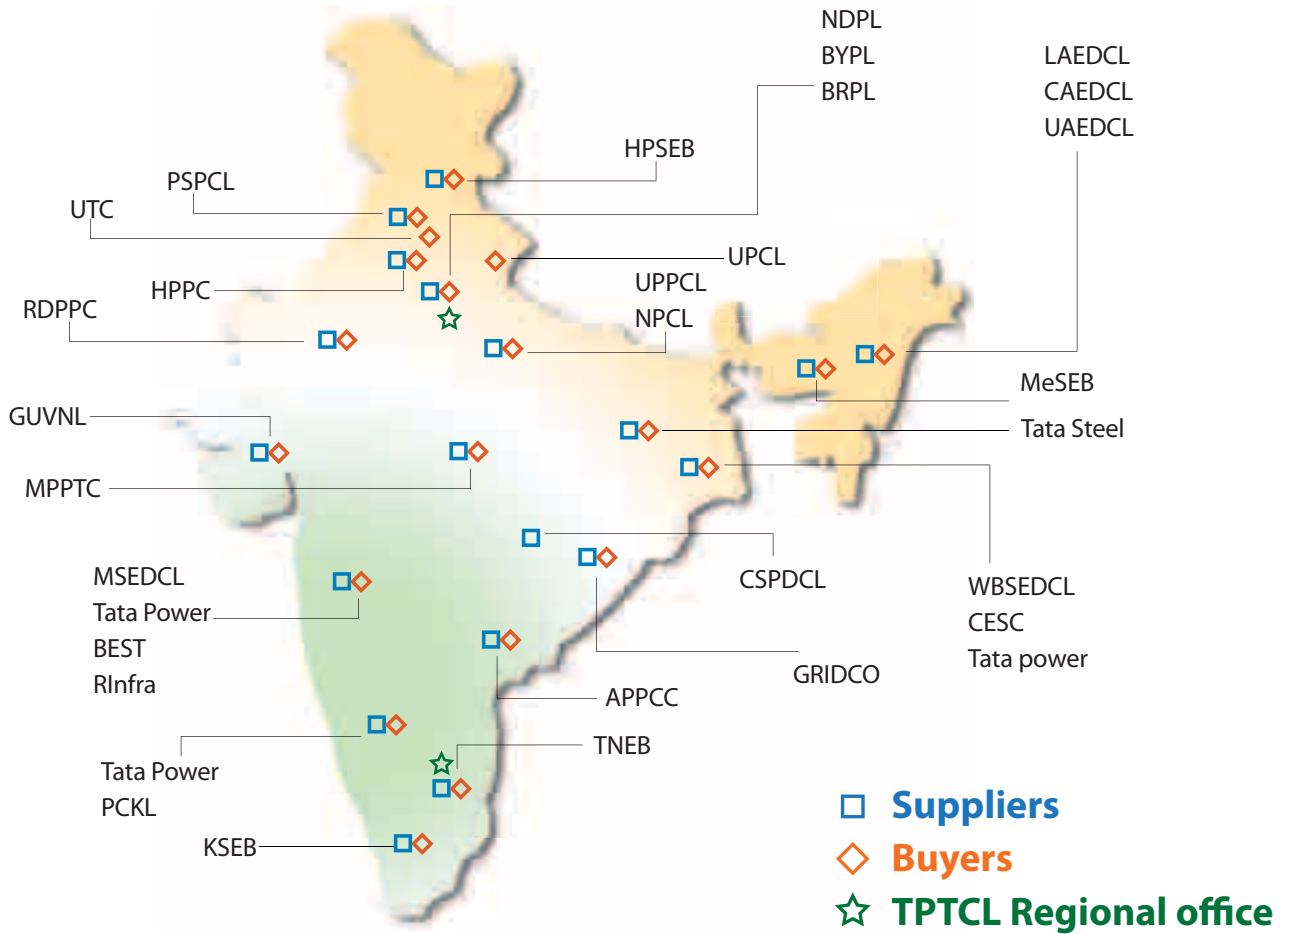 NDPL
BYPL
BRPL
LAEDCL
CAEDCL
UAEDCL
HPSEB
PSPCL
UTC
UPCL
HPPC
UPPCL
NPCL
RDPPC
MeSEB
GUVNL
Tata Steel
MPPTC
MSEDCL
Tata Power
BEST
RInfra
CSPDCL
WBSEDCL
CESC
Tata power
GRIDCO
APPCC
TNEB
Tata Power
PCKL
KSEB
Suppliers
Buyers
TPTCL Regional office